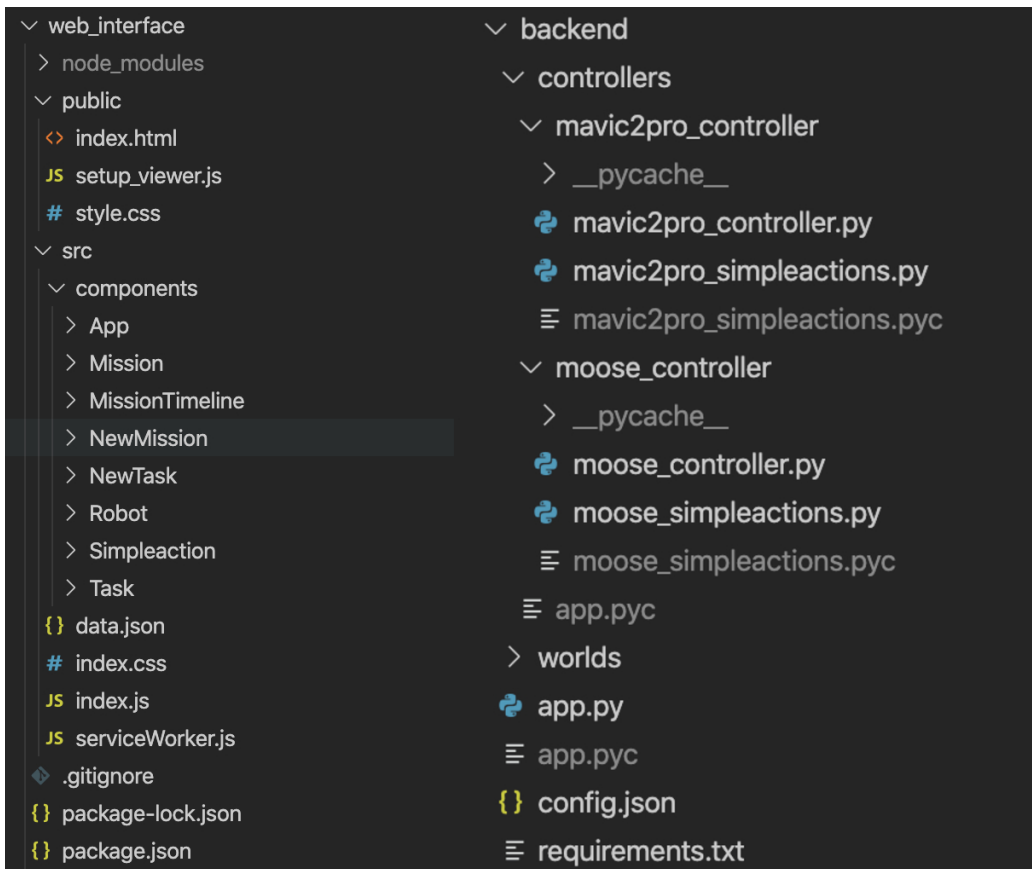 web_interface
node_modules
public
index.html
JS setup_viewer.js
# style.css
src
components
App
Mission
MissionTimeline
NewMission
NewTask
Robot
Simpleaction
Task
{} data.json
# index.css
JS index.js
JS serviceWorker.js
.gitignore
{} package-lock.json
{} package.json
backend
controllers
mavic2pro_controller
__pycache__
mavic2pro_controller.py
mavic2pro_simpleactions.py
mavic2pro_simpleactions.pyc
moose_controller
__pycache__
moose_controller.py
moose_simpleactions.py
moose_simpleactions.pyc
app.pyc
worlds
app.py
app.pyc
{} config.json
requirements.txt